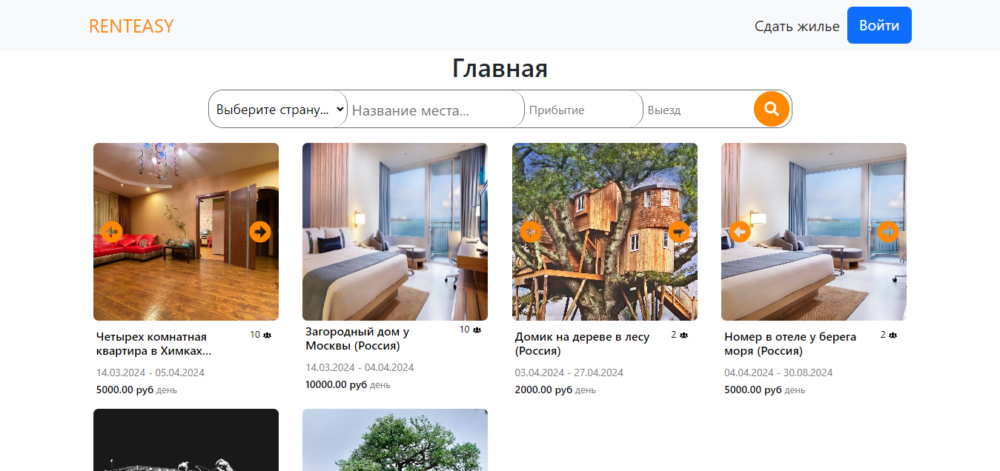 RENTEASY
Сдать жилье
Войти
Главная
Выберите страну...
Название места...
Прибытие
Выезд
Четырех комнатная
квартира в Химках...
10
14.03.2024 - 05.04.2024
5000.00 руб день
Загородный дом у
Москвы (Россия)
10
14.03.2024 - 04.04.2024
10000.00 руб день
Домик на дереве в лесу
(Россия)
2
03.04.2024 - 27.04.2024
2000.00 руб день
Номер в отеле у берега
моря (Россия)
2
04.04.2024 - 30.08.2024
5000.00 руб день